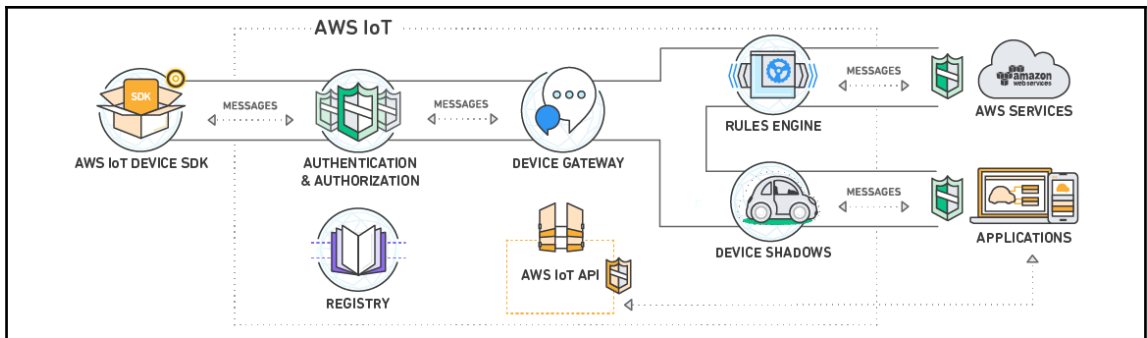 AWS IoT
SDK
MESSAGES
MESSAGES
MESSAGES
amazon
web services
AWS IoT DEVICE SDK
AUTHENTICATION
& AUTHORIZATION
DEVICE GATEWAY
RULES ENGINE
AWS SERVICES
MESSAGES
REGISTRY
AWS IoT API
DEVICE SHADOWS
APPLICATIONS